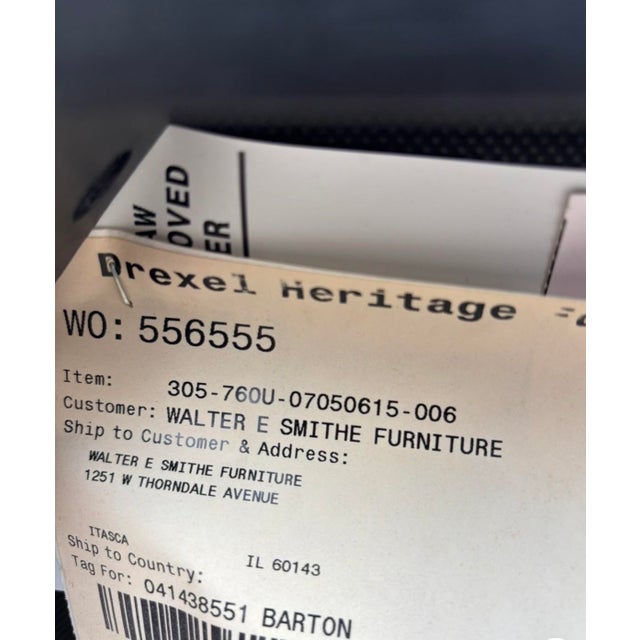 AW
OVED
ER
Drexel Heritage
WO: 556555
Item: 305-760U-07050615-006
Customer: WALTER E SMITHE FURNITURE
Ship to Customer & Address:
WALTER E SMITHE FURNITURE
1251 W THORNDALE AVENUE
ITASCA IL 60143
Ship to Country:
Tag For: 041438551 BARTON